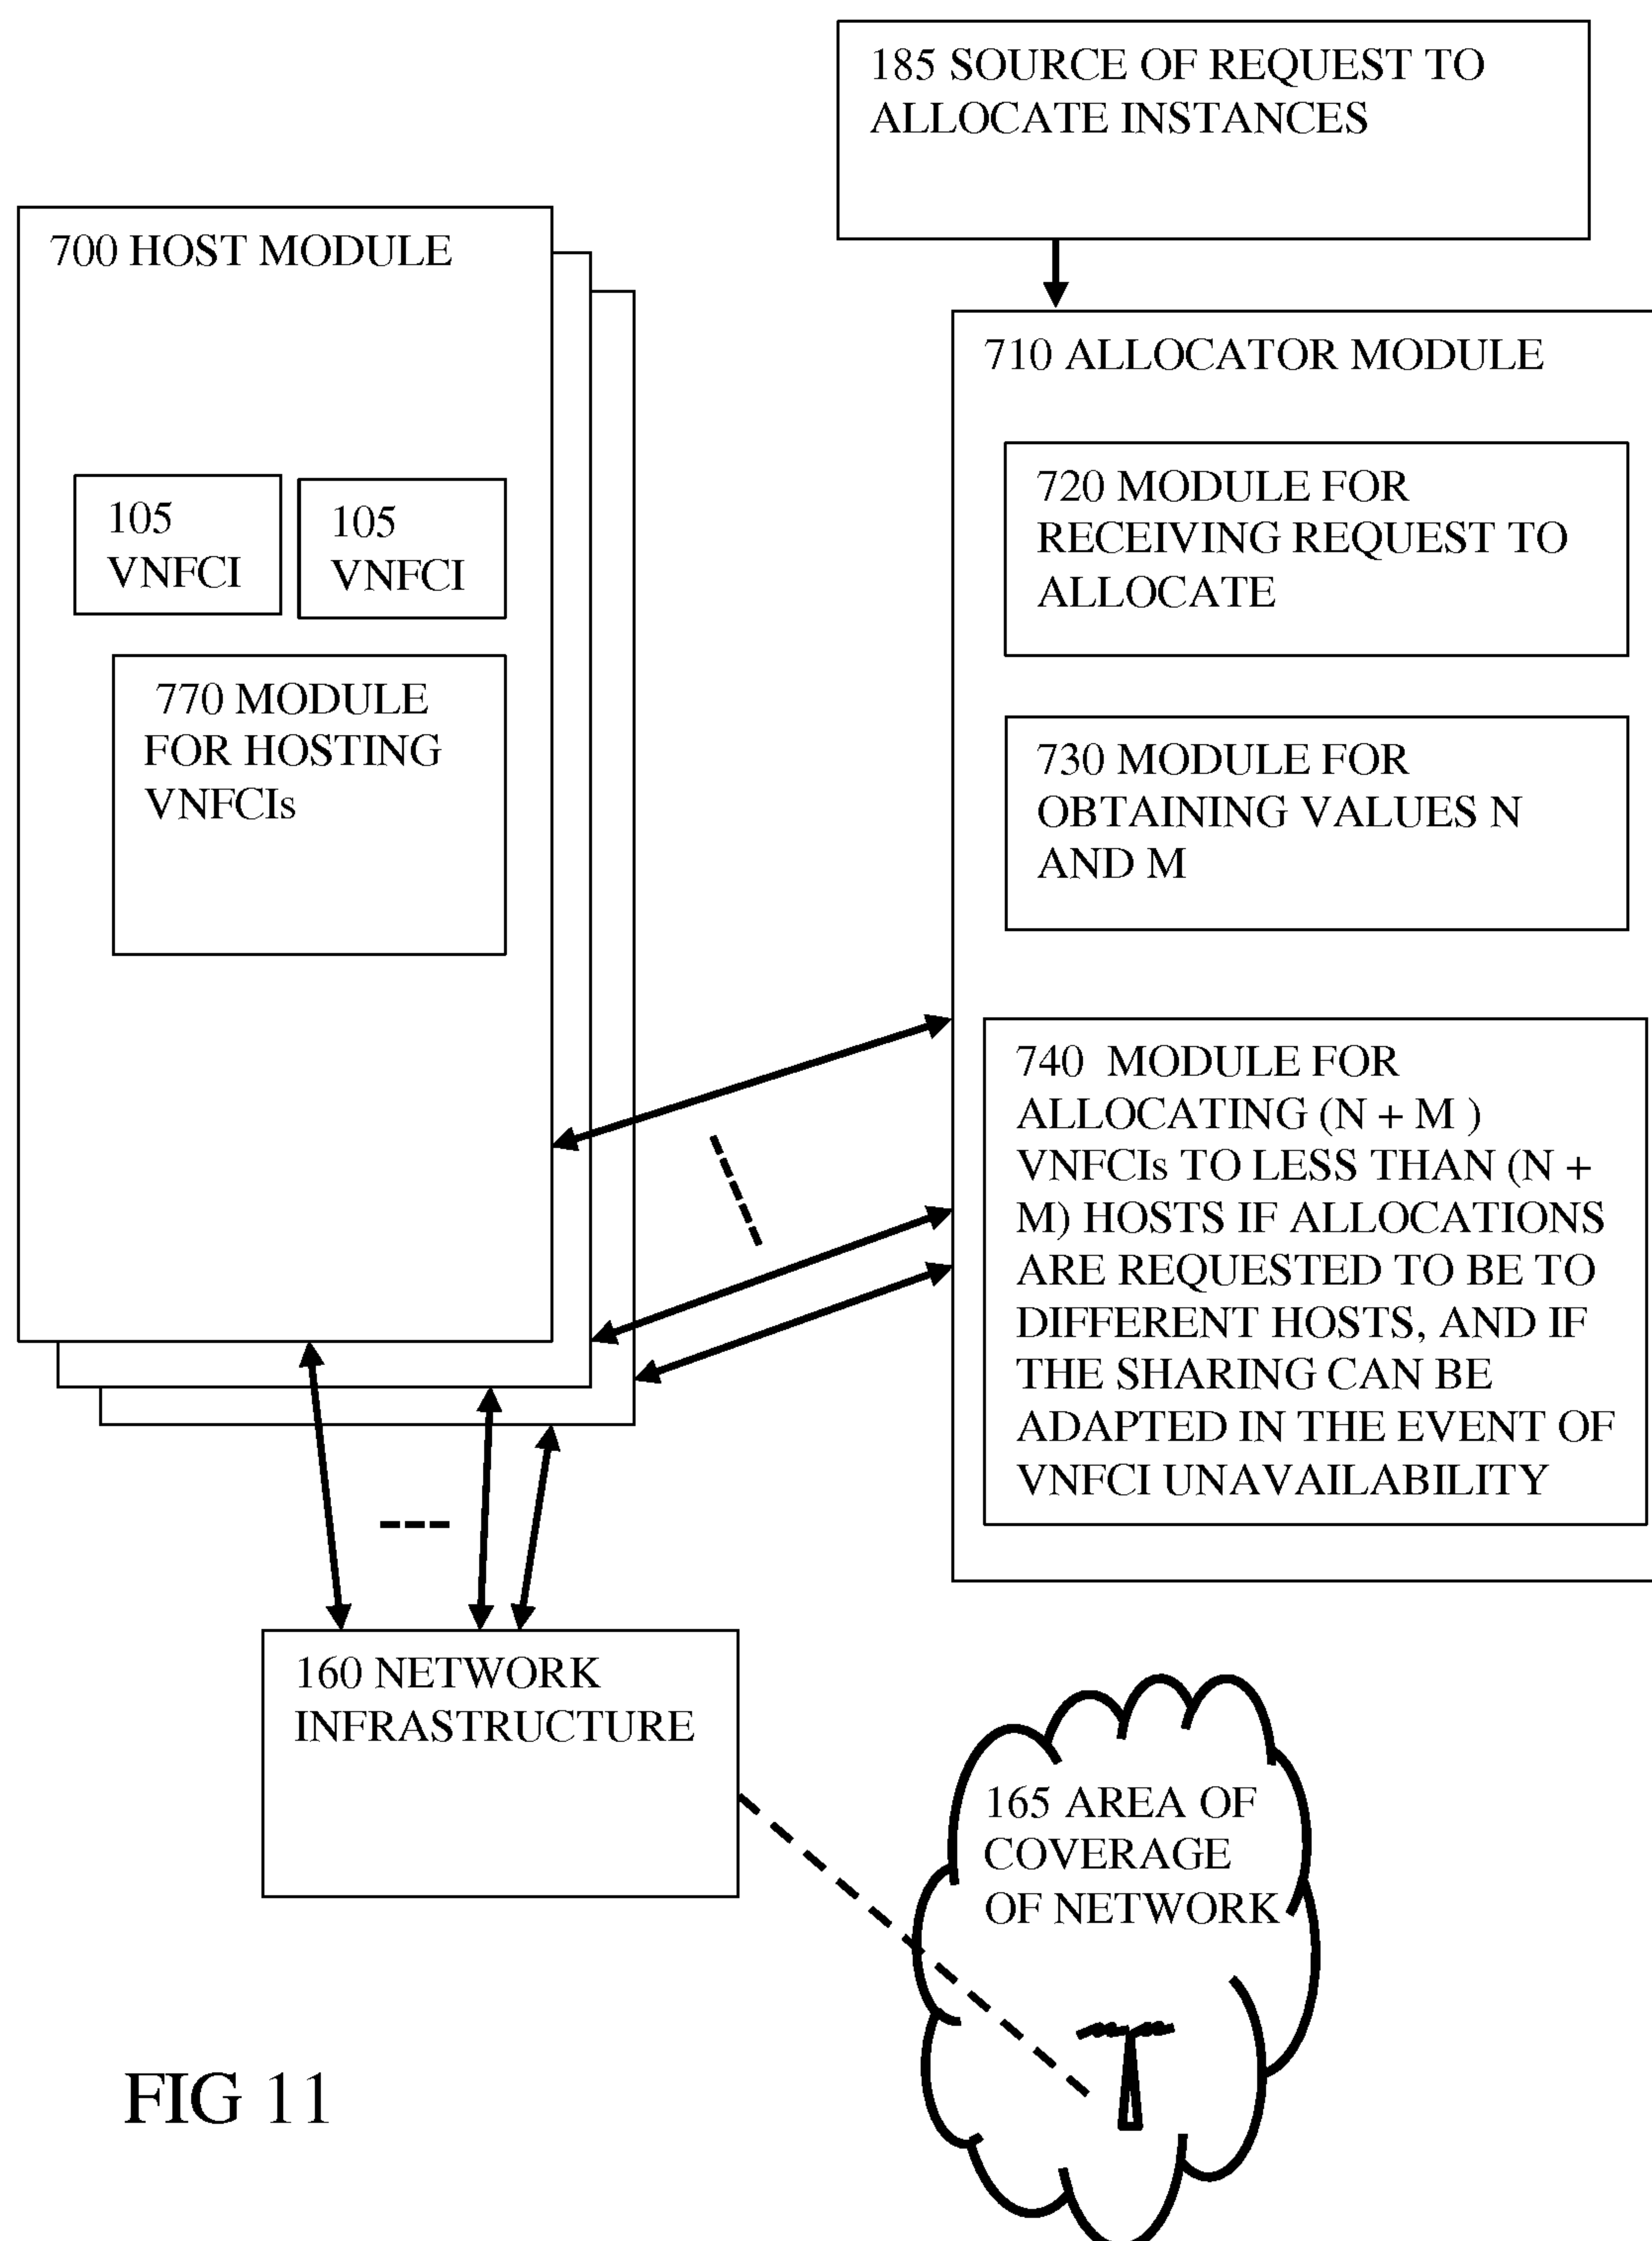 185 SOURCE OF REQUEST TO
ALLOCATE INSTANCES
700 HOST MODULE
105
VNFCI
105
VNFCI
770 MODULE
FOR HOSTING
VNFCIs
710 ALLOCATOR MODULE
720 MODULE FOR
RECEIVING REQUEST TO
ALLOCATE
730 MODULE FOR
OBTAINING VALUES N
AND M
740 MODULE FOR
ALLOCATING (N + M )
VNFCIs TO LESS THAN (N +
M) HOSTS IF ALLOCATIONS
ARE REQUESTED TO BE TO
DIFFERENT HOSTS, AND IF
THE SHARING CAN BE
ADAPTED IN THE EVENT OF
VNFCI UNAVAILABILITY
160 NETWORK
INFRASTRUCTURE
165 AREA OF
COVERAGE
OF NETWORK
FIG 11